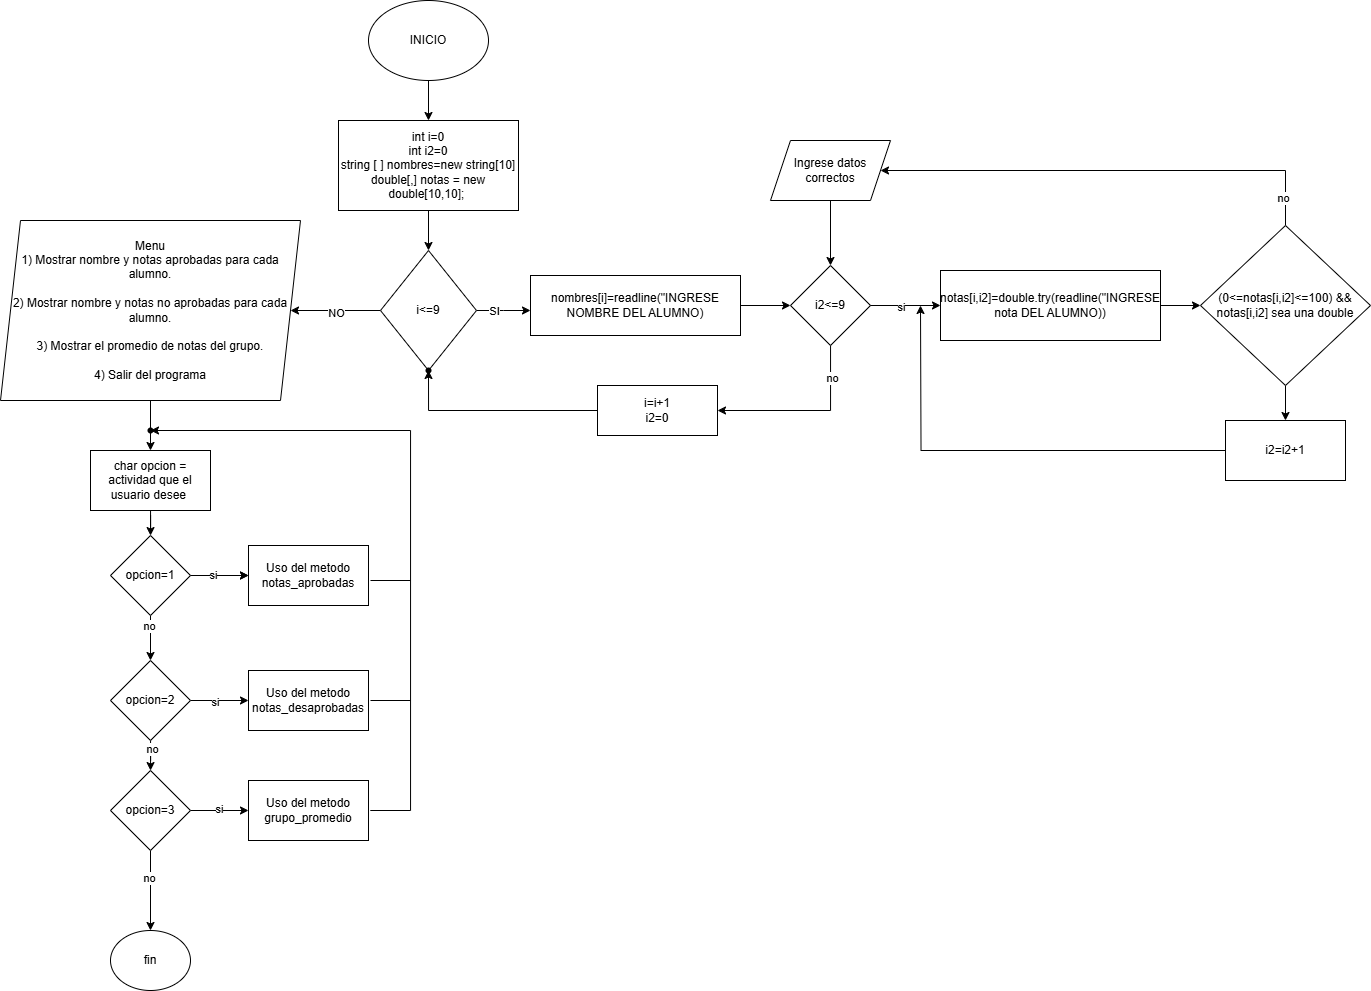 INICIO
int i=0
int i2=0
string [ ] nombres=new string[10]
double[,] notas = new
double[10,10];
i<=9
SI
NO
nombres[i]=readline("INGRESE
NOMBRE DEL ALUMNO)
Ingrese datos
correctos
i2<=9
si
notas[i,i2]=double.try(readline("INGRESE
nota DEL ALUMNO))
(0<=notas[i,i2]<=100) &&
notas[i,i2] sea una double
no
i2=i2+1
no
i=i+1
i2=0
Menu
1) Mostrar nombre y notas aprobadas para cada
alumno.
2) Mostrar nombre y notas no aprobadas para cada
alumno.
3) Mostrar el promedio de notas del grupo.
4) Salir del programa
char opcion =
actividad que el
usuario desee
opcion=1
si
Uso del metodo
notas_aprobadas
no
opcion=2
si
Uso del metodo
notas_desaprobadas
no
opcion=3
si
Uso del metodo
grupo_promedio
no
fin